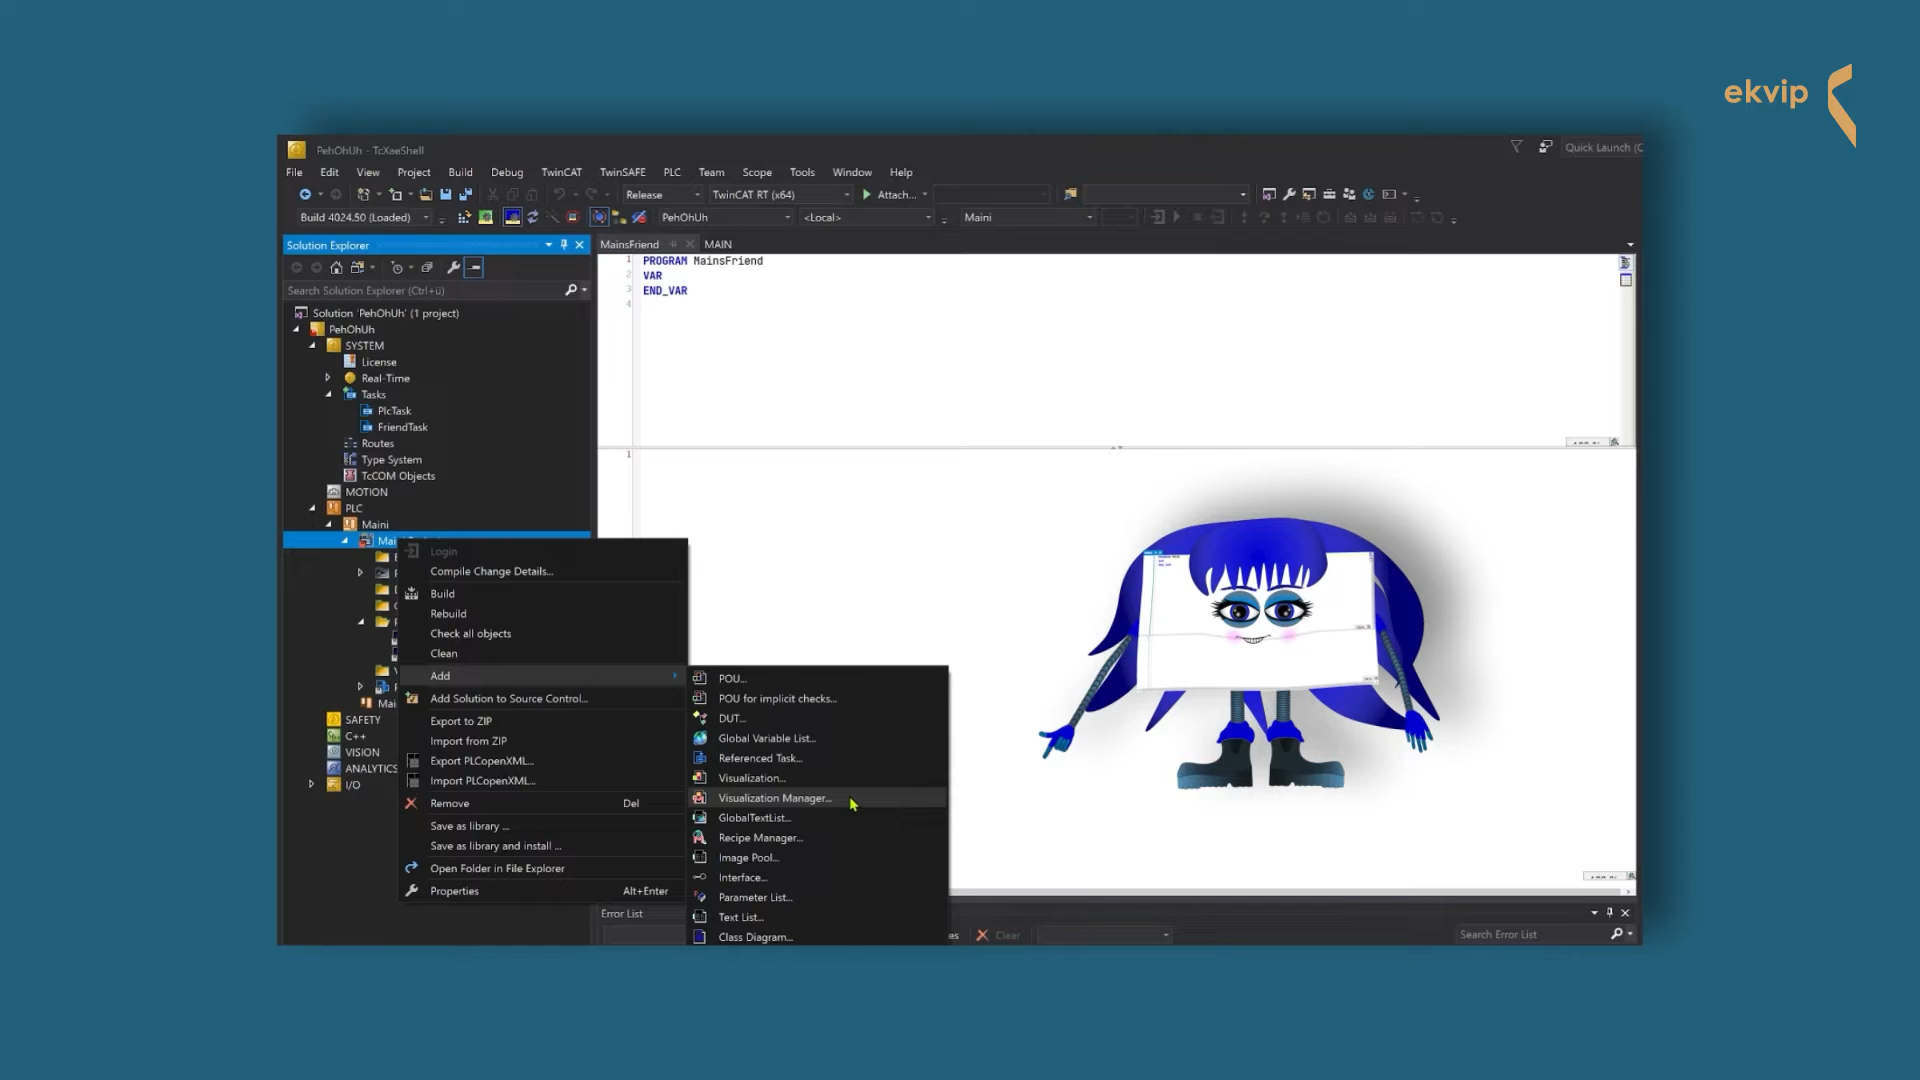 ekvip
PehOhUh - TcXaeShell
Quick Launch (C
File Edit View Project Build Debug TwinCAT TwinSAFE PLC Team Scope Tools Window Help
Release TwinCAT RT (x64) Attach...
Build 4024.50 (Loaded) PehOhUh <Local> Maini
Solution Explorer
MainsFriend MAIN
1 PROGRAM MainsFriend
2 VAR
3 END_VAR
4
Search Solution Explorer (Ctrl+ü)
Solution 'PehOhUh' (1 project)
PehOhUh
SYSTEM
License
Real-Time
Tasks
PlcTask
FriendTask
Routes
Type System
TcCOM Objects
MOTION
PLC
Maini
Mai
SAFETY
C++
VISION
ANALYTICS
I/O
1
Login
Compile Change Details...
Build
Rebuild
Check all objects
Clean
Add
Add Solution to Source Control...
Export to ZIP
Import from ZIP
Export PLCopenXML...
Import PLCopenXML...
Remove Del
Save as library ...
Save as library and install ...
Open Folder in File Explorer
Properties Alt+Enter
POU...
POU for implicit checks...
DUT...
Global Variable List...
Referenced Task...
Visualization...
Visualization Manager...
GlobalTextList...
Recipe Manager...
Image Pool...
Interface...
Parameter List...
Text List...
Class Diagram...
Error List
es Clear
Search Error List